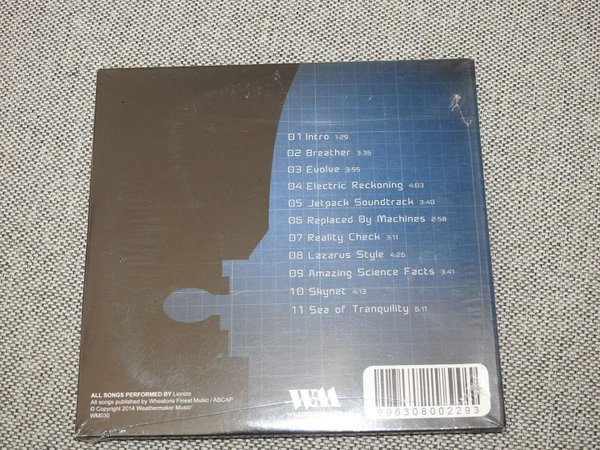 01 Intro 1:29
02 Breather 3:36
03 Evolve 3:55
04 Electric Reckoning 4:03
05 Jetpack Soundtrack 3:40
06 Replaced By Machines 2:58
07 Reality Check 3:11
08 Lazarus Style 4:26
09 Amazing Science Facts 3:41
10 Skynet 4:13
11 Sea of Tranquility 5:11
ALL SONGS PERFORMED BY Lionize
All songs published by Wheatons Finest Music / ASCAP
© Copyright 2014 Weathermaker Music
WM030
WM
096308002293